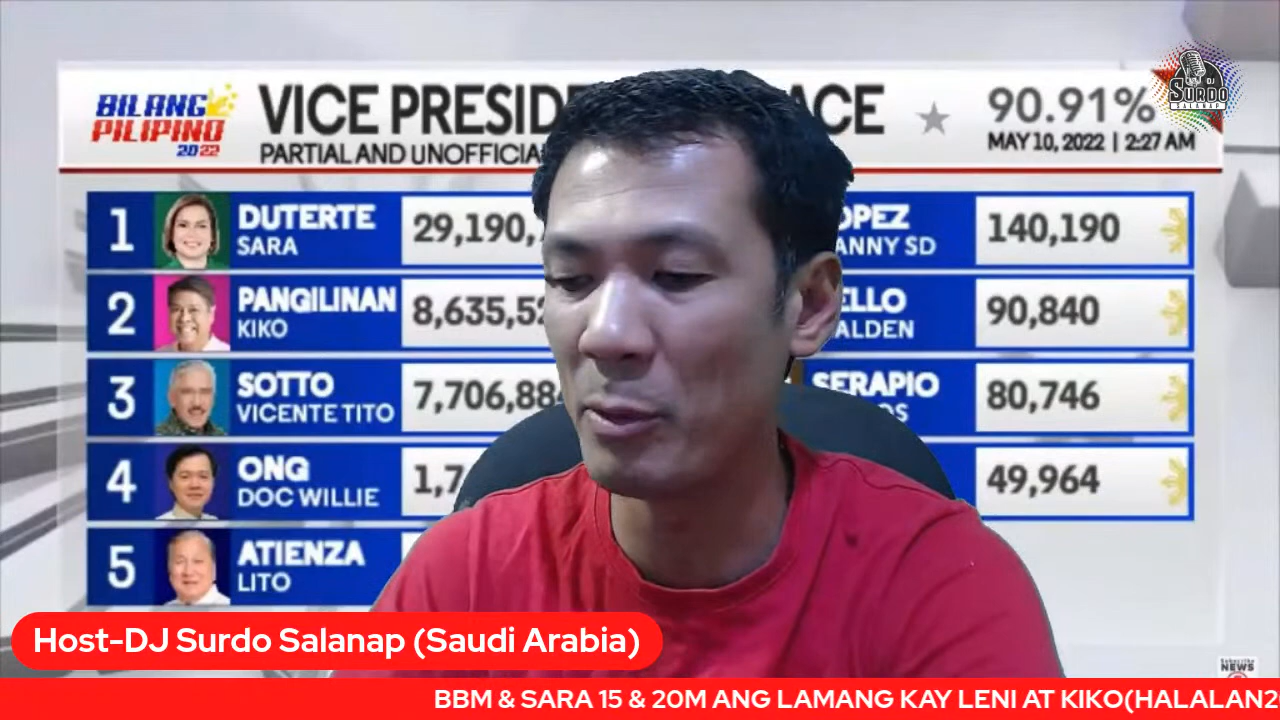 BILANG
PILIPINO
2022
VICE PRESID ACE
PARTIAL AND UNOFFICIA
90.91%
MAY 10, 2022 | 2:27 AM
DJ
SURDO
SALANAP
1 DUTERTE
SARA
29,190,
2 PANGILINAN
KIKO
8,635,52
3 SOTTO
VICENTE TITO
7,706,884
4 ONG
DOC WILLIE
1,7
5 ATIENZA
LITO
OPEZ
ANNY SD
140,190
ELLO
ALDEN
90,840
SERAPIO
OS
80,746
49,964
Host-DJ Surdo Salanap (Saudi Arabia)
Subscribe
NEWS
BBM & SARA 15 & 20M ANG LAMANG KAY LENI AT KIKO(HALALAN2